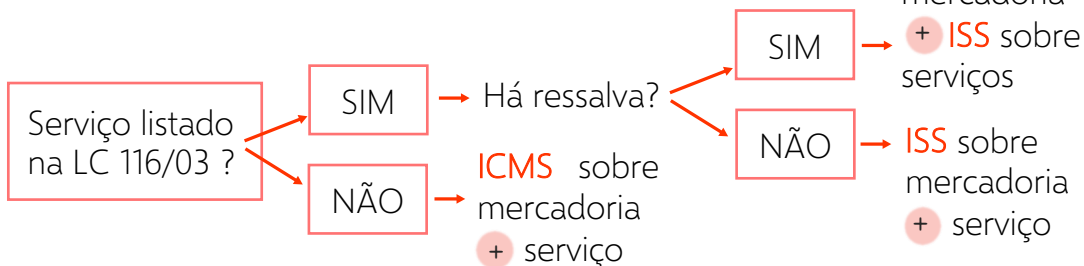 mercadoria
+ ISS sobre
serviços
SIM
SIM
Há ressalva?
Serviço listado
na LC 116/03 ?
NÃO
ISS sobre
mercadoria
+ serviço
NÃO
ICMS sobre
mercadoria
+ serviço